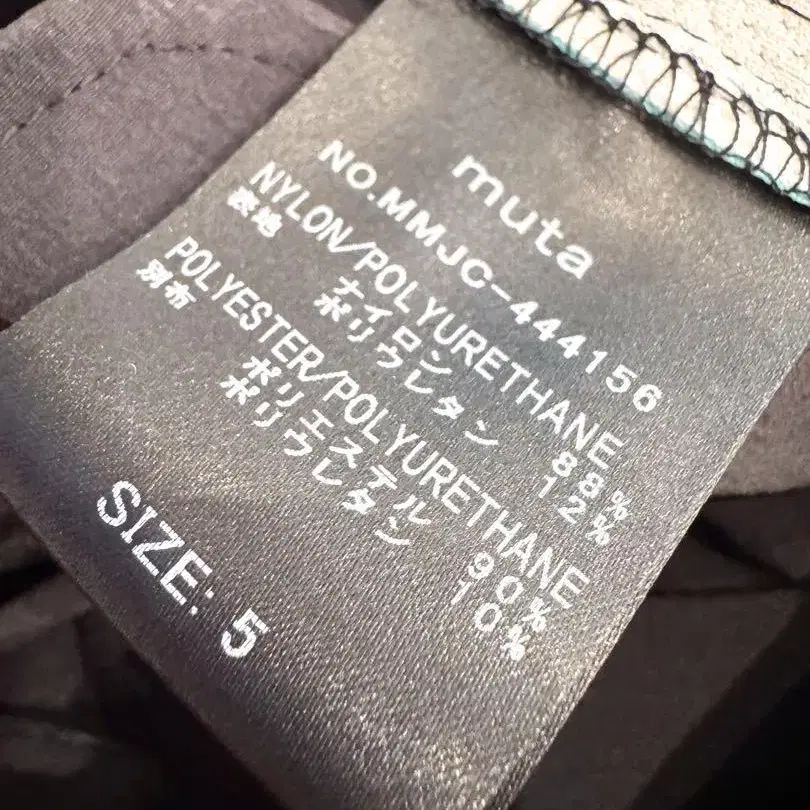 muta
NO.MMJC-444156
NYLON/POLYURETHANE
表地 ナイロン 88%
ポリウレタン 12%
POLYESTER/POLYURETHANE
別布 ポリエステル 90%
ポリウレタン 10%
SIZE: 5